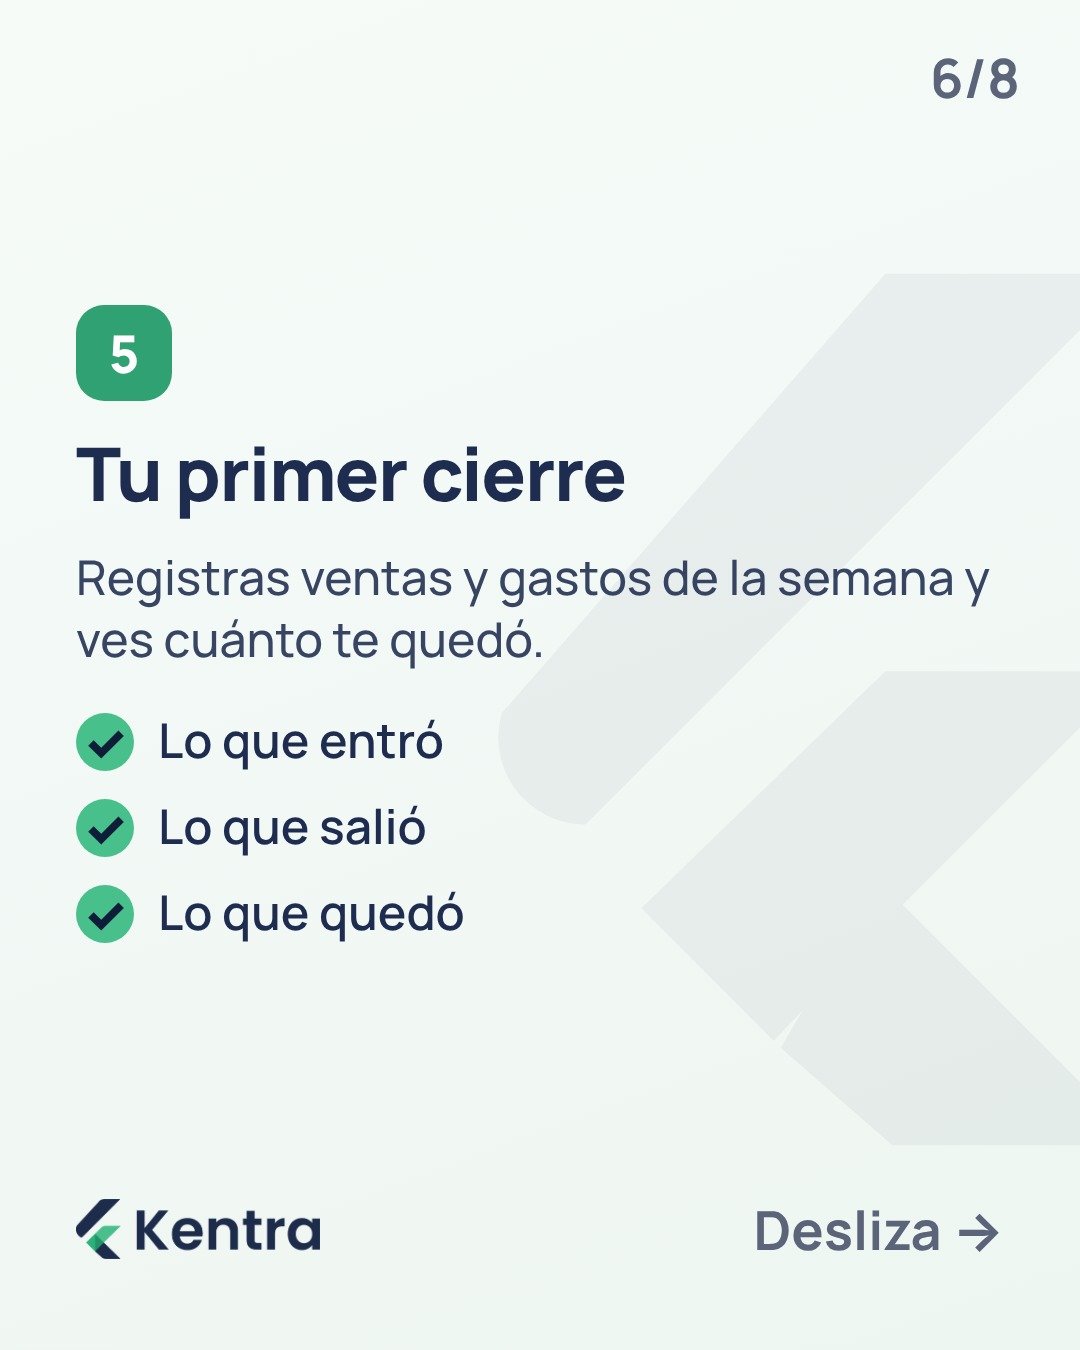 6/8
5
Tu primer cierre
Registras ventas y gastos de la semana y
ves cuánto te quedó.
Lo que entró
Lo que salió
Lo que quedó
Kentra
Desliza →